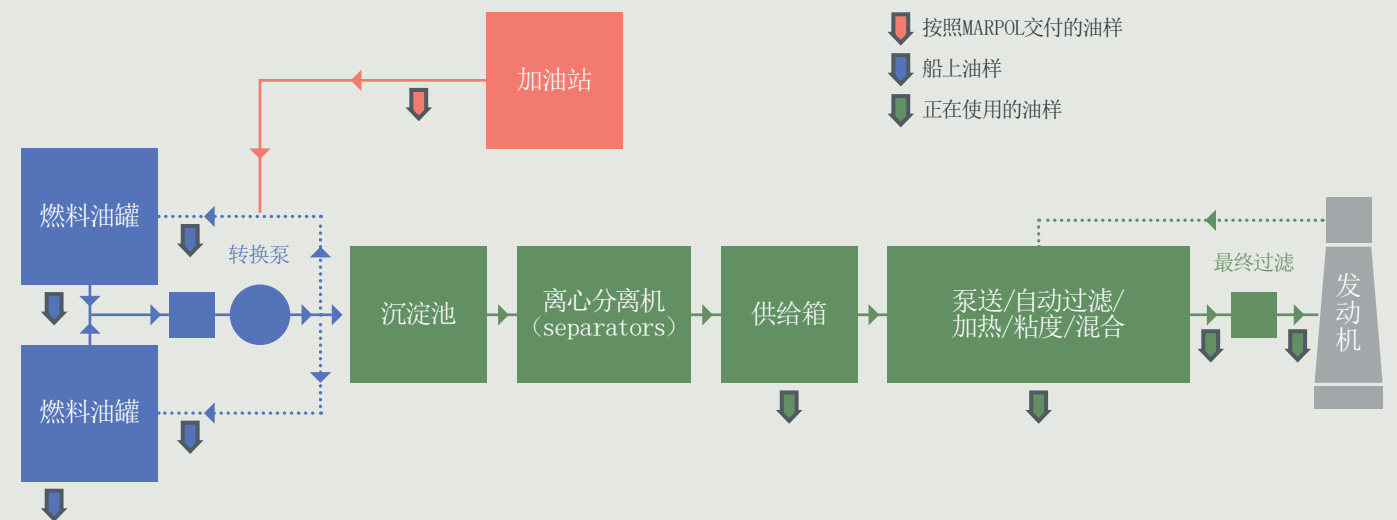 加油站
按照MARPOL交付的油样
船上油样
正在使用的油样
燃料油罐
转换泵
沉淀池
离心分离机
（separators）
供给箱
泵送/自动过滤/
加热/粘度/混合
最终过滤
发动机
燃料油罐